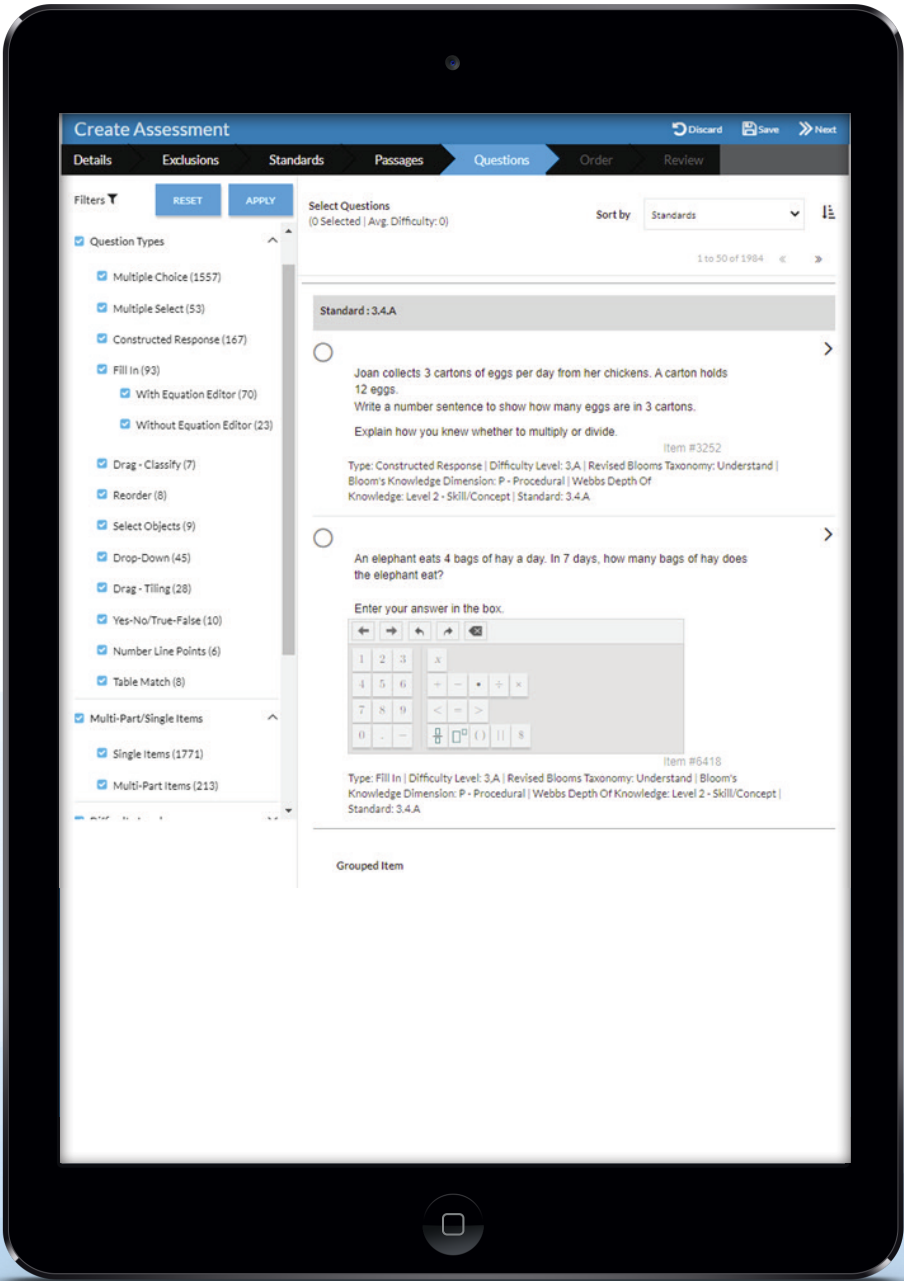 Create Assessment
Discard Save Next
Details Exclusions Standards Passages Questions Order Review
Filters RESET APPLY
Question Types
Multiple Choice (1557)
Multiple Select (53)
Constructed Response (167)
Fill In (93)
With Equation Editor (70)
Without Equation Editor (23)
Drag - Classify (7)
Reorder (8)
Select Objects (9)
Drop-Down (45)
Drag - Tiling (28)
Yes-No/True-False (10)
Number Line Points (6)
Table Match (8)
Multi-Part/Single Items
Single Items (1771)
Multi-Part Items (213)
Select Questions
(0 Selected | Avg. Difficulty: 0)
Sort by Standards
1 to 50 of 1984 « »
Standard : 3.4.A
Joan collects 3 cartons of eggs per day from her chickens. A carton holds
12 eggs.
Write a number sentence to show how many eggs are in 3 cartons.
Explain how you knew whether to multiply or divide.
Item #3252
Type: Constructed Response | Difficulty Level: 3,A | Revised Blooms Taxonomy: Understand |
Bloom's Knowledge Dimension: P - Procedural | Webbs Depth Of
Knowledge: Level 2 - Skill/Concept | Standard: 3.4.A
An elephant eats 4 bags of hay a day. In 7 days, how many bags of hay does
the elephant eat?
Enter your answer in the box.
1 2 3 x
4 5 6 + − • ÷ ×
7 8 9 < = >
0 . − () || $
Item #6418
Type: Fill In | Difficulty Level: 3,A | Revised Blooms Taxonomy: Understand | Bloom's
Knowledge Dimension: P - Procedural | Webbs Depth Of Knowledge: Level 2 - Skill/Concept |
Standard: 3.4.A
Grouped Item